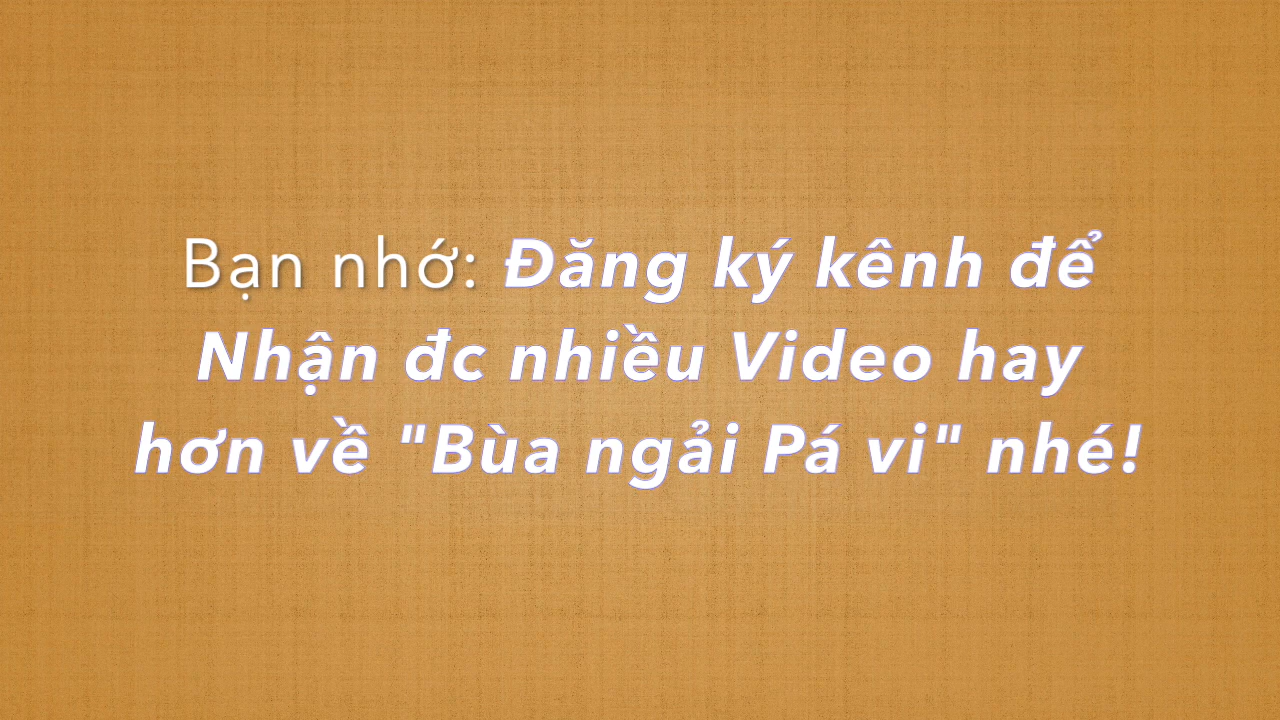 Bạn nhớ: Đăng ký kênh để
Nhận đc nhiều Video hay
hơn về "Bùa ngải Pá vi" nhé!